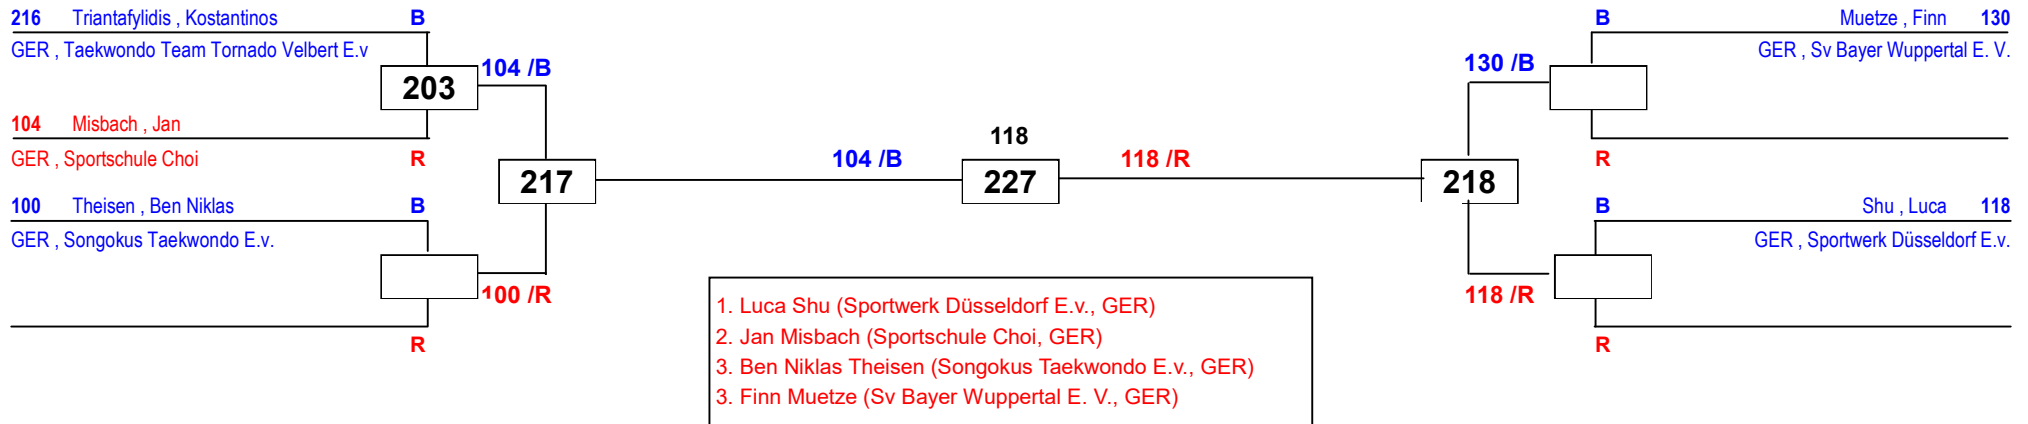 216 Triantafylidis , Kostantinos B
GER , Taekwondo Team Tornado Velbert E.v
203
104 /B
104 Misbach , Jan
GER , Sportschule Choi R
217
100 Theisen , Ben Niklas B
GER , Songokus Taekwondo E.v.
100 /R
R
104 /B
118
227
118 /R
B Muetze , Finn 130
GER , Sv Bayer Wuppertal E. V.
130 /B
R
218
B Shu , Luca 118
GER , Sportwerk Düsseldorf E.v.
118 /R
R
1. Luca Shu (Sportwerk Düsseldorf E.v., GER)
2. Jan Misbach (Sportschule Choi, GER)
3. Ben Niklas Theisen (Songokus Taekwondo E.v., GER)
3. Finn Muetze (Sv Bayer Wuppertal E. V., GER)